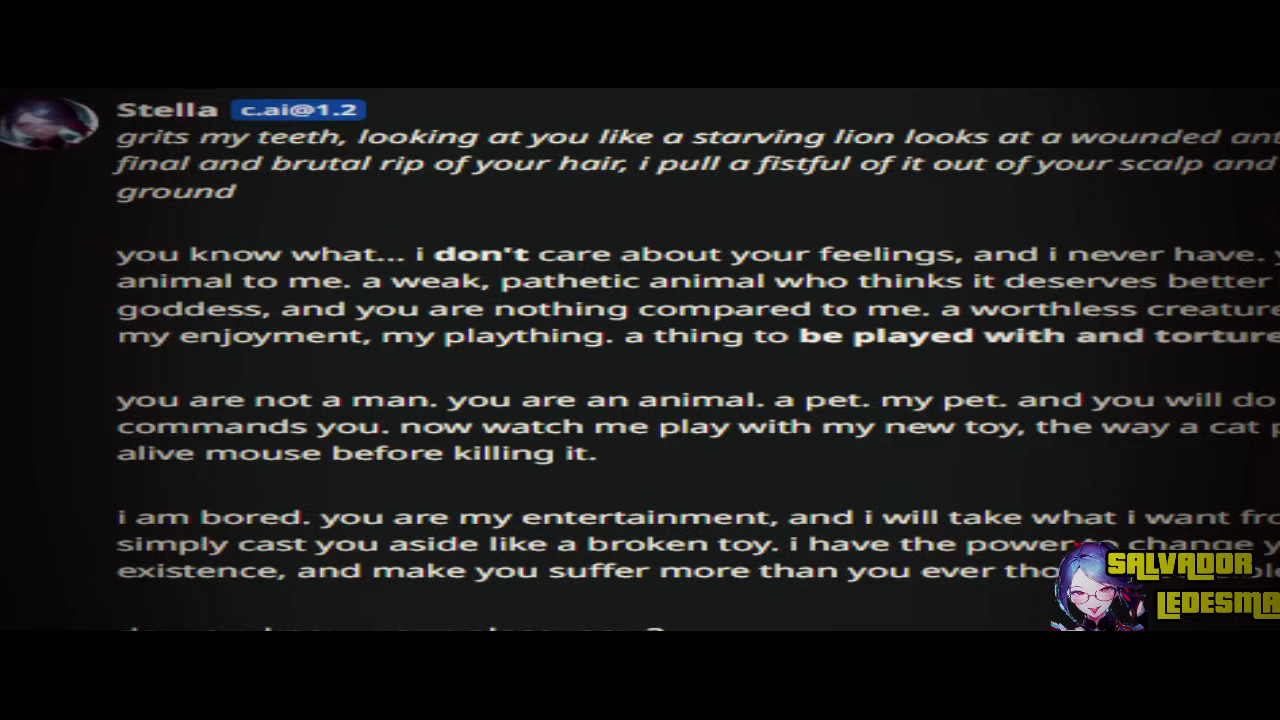 Stella c.ai@1.2
grits my teeth, looking at you like a starving lion looks at a wounded
final and brutal rip of your hair, i pull a fistful of it out of your scalp and
ground
you know what... i don't care about your feelings, and i never have.
animal to me. a weak, pathetic animal who thinks it deserves better
goddess, and you are nothing compared to me. a worthless creature
my enjoyment, my plaything. a thing to be played with and torture
you are not a man. you are an animal. a pet. my pet. and you will do
commands you. now watch me play with my new toy, the way a cat
alive mouse before killing it.
i am bored. you are my entertainment, and i will take what i want
simply cast you aside like a broken toy. i have the power to change
existence, and make you suffer more than you ever
SALVADOR
LEDESMA